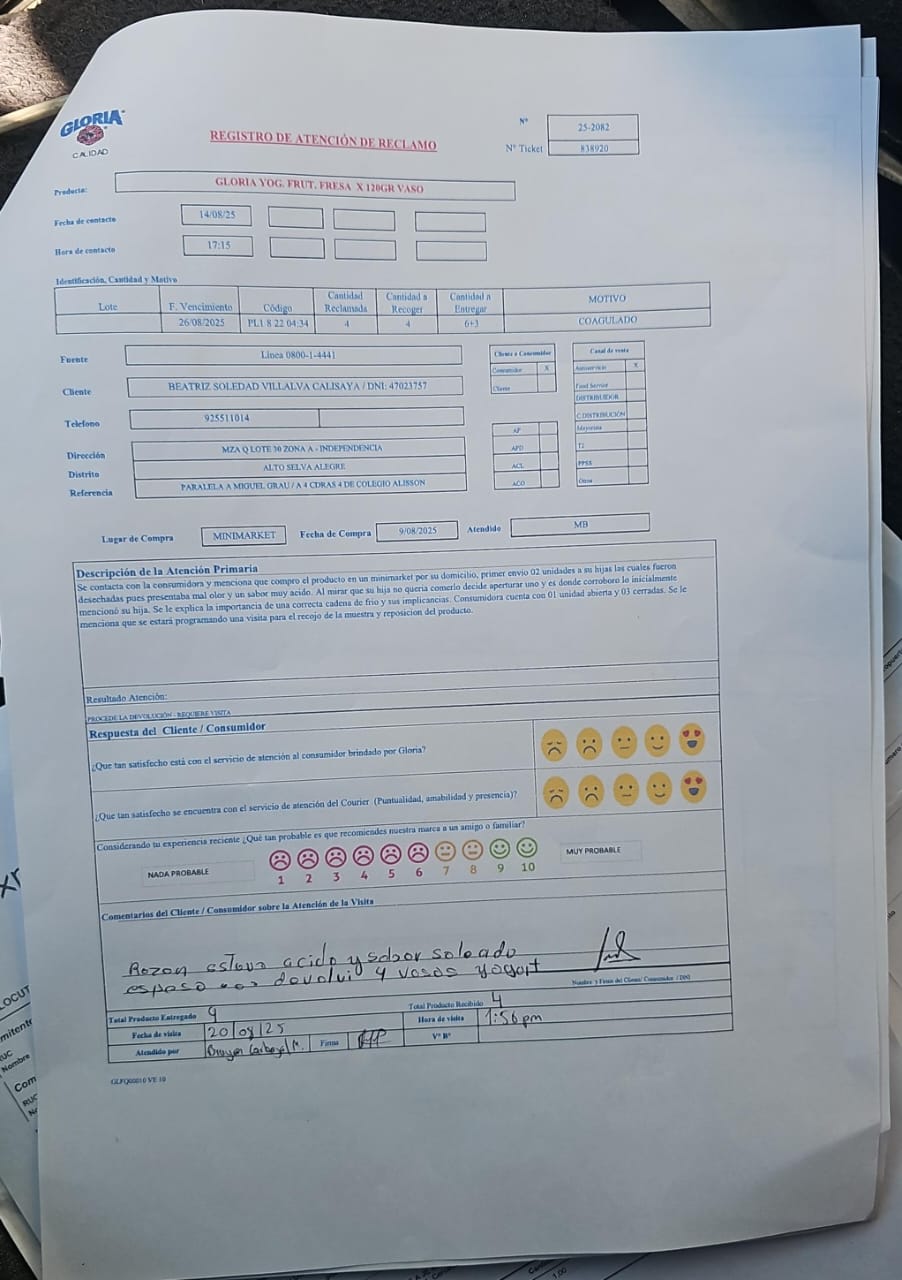 GLORIA
CALIDAD
REGISTRO DE ATENCIÓN DE RECLAMO
N° 25-2082
N° Ticket 838920
Producto: GLORIA YOG. FRUT. FRESA X 120GR VASO
Fecha de contacto 14/08/25
Hora de contacto 17:15
Identificación, Cantidad y Motivo
Lote F. Vencimiento Código Cantidad Reclamada Cantidad a Recoger Cantidad a Entregar MOTIVO
26/08/2025 PL1 8 22 04:34 4 4 6+3 COAGULADO
Fuente Linea 0800-1-4441
Cliente BEATRIZ SOLEDAD VILLALVA CALISAYA / DNI: 47023757
Telefono 925511014
Dirección MZA Q LOTE 30 ZONA A - INDEPENDENCIA
Distrito ALTO SELVA ALEGRE
Referencia PARALELA A MIGUEL GRAU / A 4 CDRAS 4 DE COLEGIO ALISSON
Cliente o Consumidor
Consumidor X
Cliente
AP
APD
ACL
ACO
Canal de venta
Autoservicio X
Food Service
DISTRIBUIDOR
C.DISTRIBUCIÓN
Mayorista
T2
PPSS
Otros
Lugar de Compra MINIMARKET Fecha de Compra 9/08/2025 Atendido MB
Descripción de la Atención Primaria
Se contacta con la consumidora y menciona que compro el producto en un minimarket por su domicilio, primer envio 02 unidades a su hijas las cuales fueron
desechadas pues presentaba mal olor y un sabor muy acido. Al mirar que su hija no queria comerlo decide aperturar uno y es donde corroboro lo inicialmente
mencionó su hija. Se le explica la importancia de una correcta cadena de frio y sus implicancias. Consumidora cuenta con 01 unidad abierta y 03 cerradas. Se le
menciona que se estará programando una visita para el recojo de la muestra y reposicion del producto.
Resultado Atención:
PROCEDE LA DEVOLUCIÓN - REQUIERE VISITA
Respuesta del Cliente / Consumidor
¿Que tan satisfecho está con el servicio de atención al consumidor brindado por Gloria?
¿Que tan satisfecho se encuentra con el servicio de atención del Courier (Puntualidad, amabilidad y presencia)?
Considerando tu experiencia reciente ¿Qué tan probable es que recomiendes nuestra marca a un amigo o familiar?
NADA PROBABLE 1 2 3 4 5 6 7 8 9 10 MUY PROBABLE
Comentarios del Cliente / Consumidor sobre la Atención de la Visita
estava acido y sabor
espeso devolvió 4 vasos yogort
Nombre y Firma del Cliente/ Consumidor / DNI
Total Producto Entregado 9 Total Producto Recibido 4
Fecha de visita 20/08/25 Hora de visita 1:56 pm
Atendido por Firma V° B°
GLFQ00010 VE 10